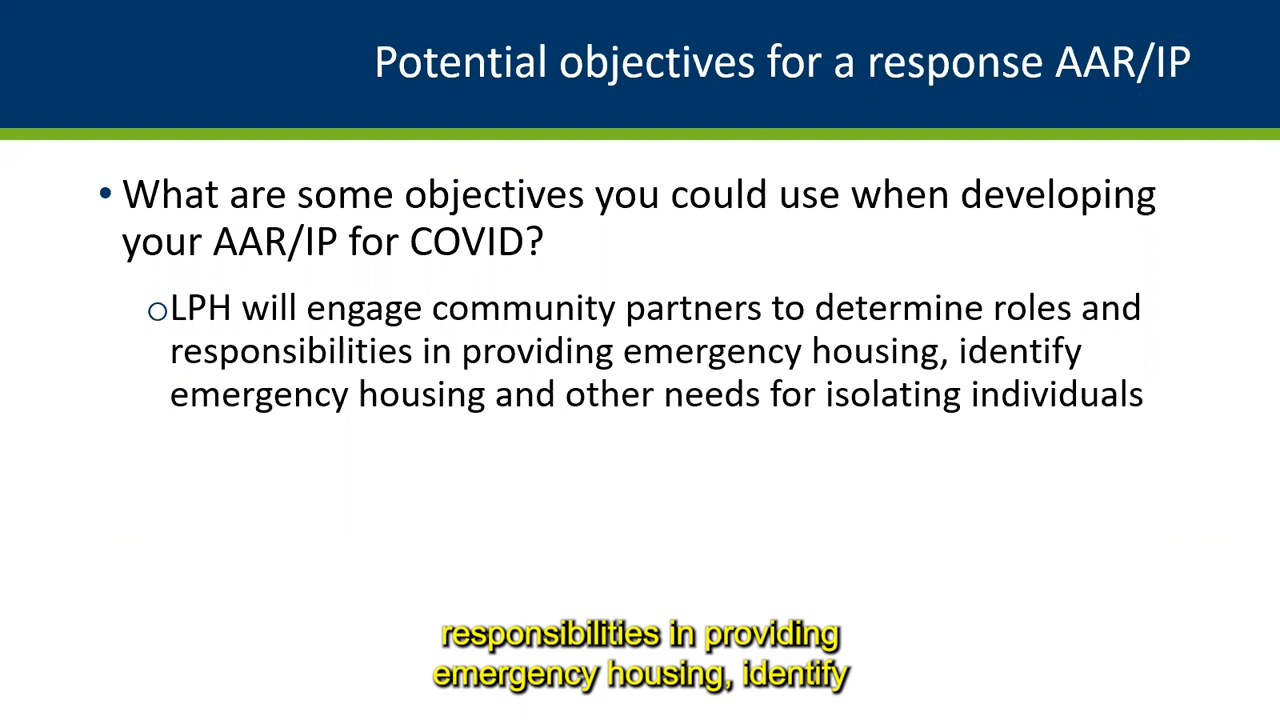 Potential objectives for a response AAR/IP
• What are some objectives you could use when developing
your AAR/IP for COVID?
oLPH will engage community partners to determine roles and
responsibilities in providing emergency housing, identify
emergency housing and other needs for isolating individuals
responsibilities in providing
emergency housing, identify